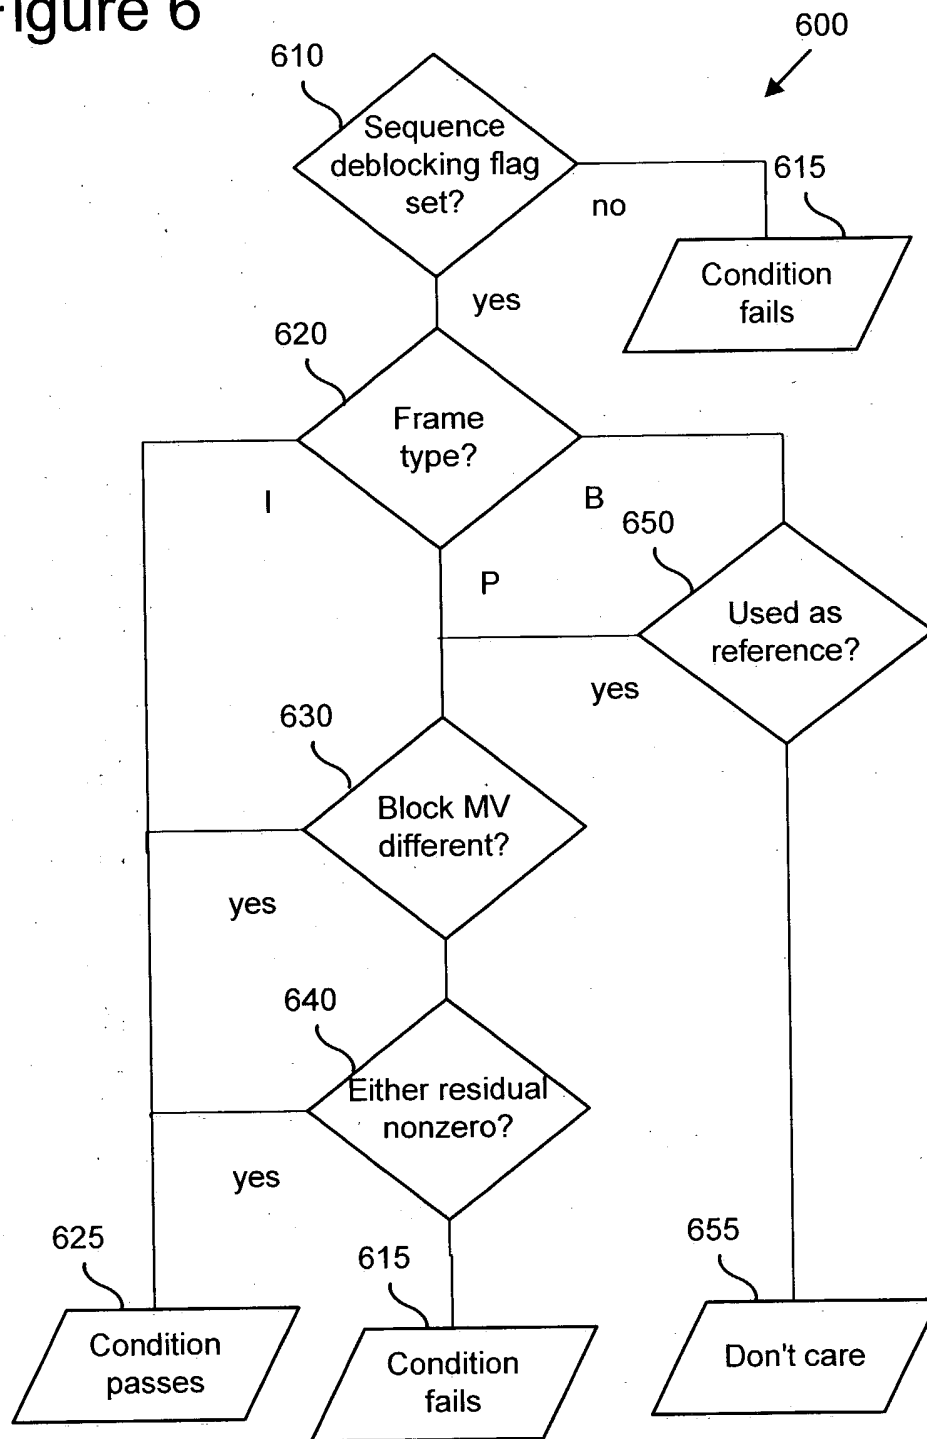 Figure 6
600
610
Sequence
deblocking flag
set?
no
615
Condition
fails
yes
620
Frame
type?
I
B
P
650
Used as
reference?
yes
630
Block MV
different?
yes
640
Either residual
nonzero?
yes
625
Condition
passes
615
Condition
fails
655
Don't care